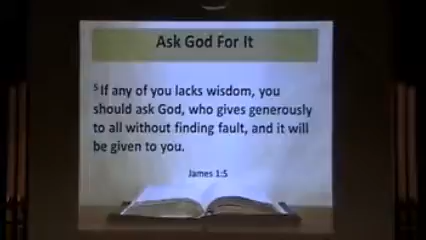 Ask God For It
5 If any of you lacks wisdom, you
should ask God, who gives generously
to all without finding fault, and it will
be given to you.
James 1:5